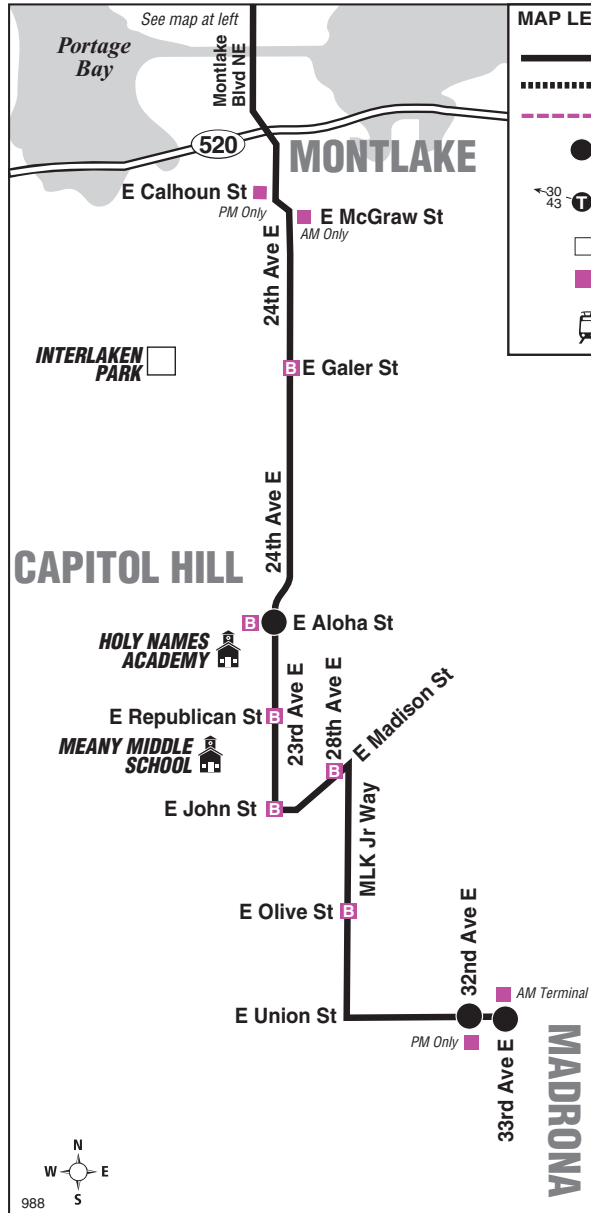 See map at left
MAP LE
Portage
Bay
Montlake
Blvd NE
520
MONTLAKE
30
43
T
E Calhoun St
PM Only
E McGraw St
AM Only
24th Ave E
INTERLAKEN
PARK
B
E Galer St
24th Ave E
CAPITOL HILL
B
E Aloha St
HOLY NAMES
ACADEMY
23rd Ave E
28th Ave E
E Madison St
E Republican St
B
MEANY MIDDLE
SCHOOL
B
E John St
B
MLK Jr Way
E Olive St
B
32nd Ave E
AM Terminal
E Union St
PM Only
33rd Ave E
MADRONA
N
W
E
S
988